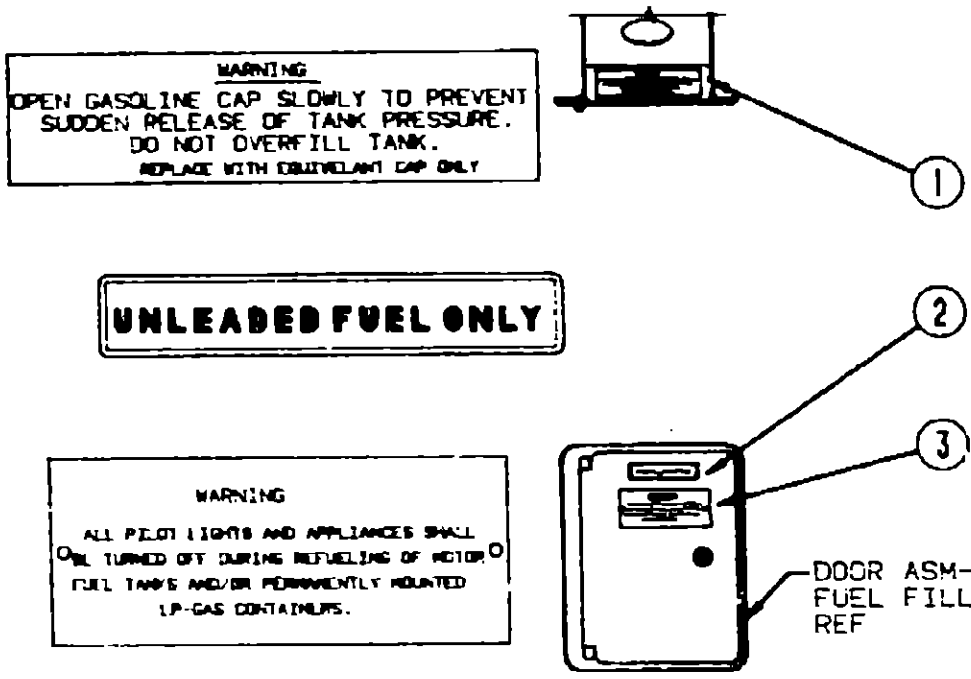 WARNING
OPEN GASOLINE CAP SLOWLY TO PREVENT
SUDDEN RELEASE OF TANK PRESSURE.
DO NOT OVERFILL TANK.
REPLACE WITH EQUIVELANT CAP ONLY
1
UNLEADED FUEL ONLY
2
3
WARNING
ALL PILOT LIGHTS AND APPLIANCES SHALL
BE TURNED OFF DURING REFUELING OF MOTOR
FUEL TANKS AND/OR PERMANENTLY MOUNTED
LP-GAS CONTAINERS.
DOOR ASM-
FUEL FILL
REF